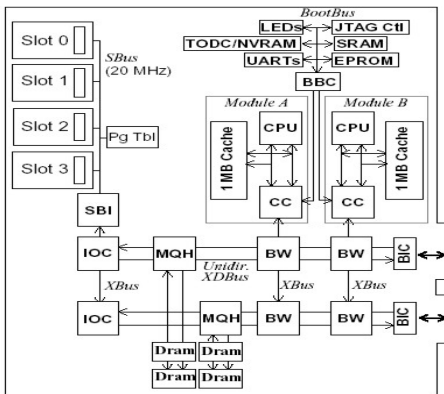 BootBus
LEDs
JTAG Ctl
TODC/NVRAM
SRAM
UARTs
EPROM
BBC
Slot 0
SBus
(20 MHz)
Slot 1
Slot 2
Pg Tbl
Slot 3
SBI
Module A
Module B
CPU
1 MB Cache
CC
CPU
1 MB Cache
CC
IOC
MQH
BW
BW
BIC
Unidir.
XDBus
XBus
XBus
XBus
IOC
MQH
BW
BW
BIC
Dram
Dram
Dram
Dram